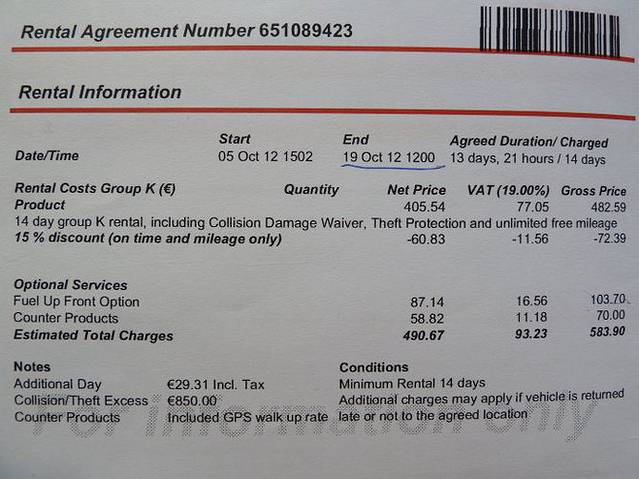 Rental Agreement Number 651089423
Rental Information
Start End Agreed Duration/ Charged
Date/Time 05 Oct 12 1502 19 Oct 12 1200 13 days, 21 hours / 14 days
Rental Costs Group K (€) Quantity Net Price VAT (19.00%) Gross Price
Product 405.54 77.05 482.59
14 day group K rental, including Collision Damage Waiver, Theft Protection and unlimited free mileage
15 % discount (on time and mileage only) -60.83 -11.56 -72.39
Optional Services
Fuel Up Front Option 87.14 16.56 103.70
Counter Products 58.82 11.18 70.00
Estimated Total Charges 490.67 93.23 583.90
Notes Conditions
Additional Day €29.31 Incl. Tax Minimum Rental 14 days
Collision/Theft Excess €850.00 Additional charges may apply if vehicle is returned
Counter Products Included GPS walk up rate late or not to the agreed location
For information only